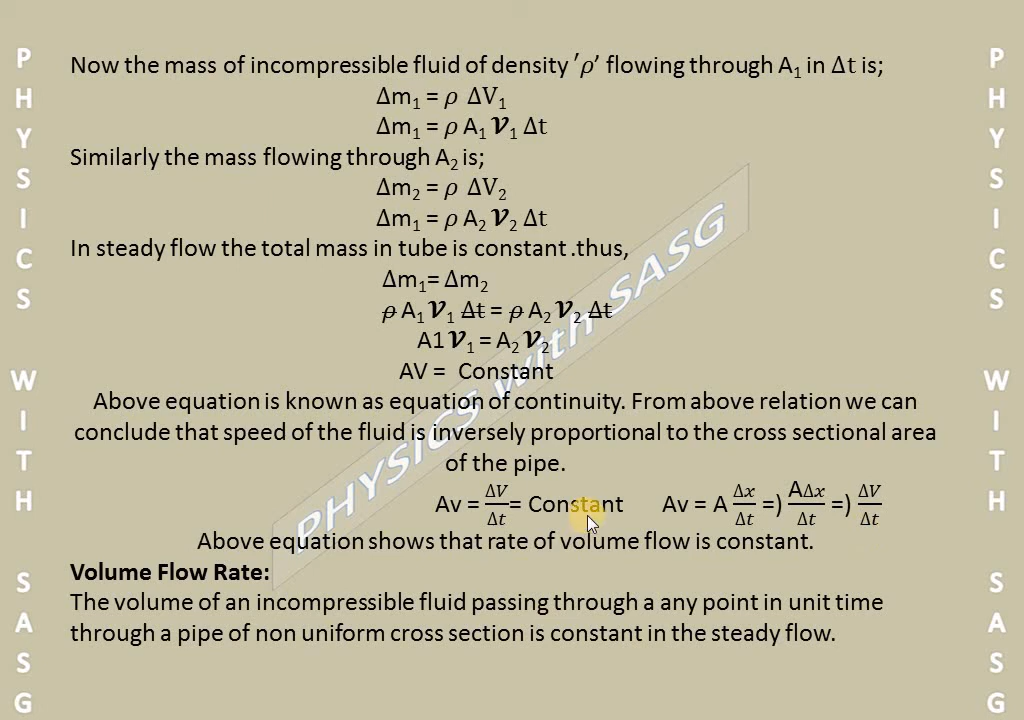 Now the mass of incompressible fluid of density ′ρ′ flowing through A₁ in Δt is;
Δm₁ = ρ ΔV₁
Δm₁ = ρ A₁ 𝓥₁ Δt
Similarly the mass flowing through A₂ is;
Δm₂ = ρ ΔV₂
Δm₁ = ρ A₂ 𝓥₂ Δt
In steady flow the total mass in tube is constant .thus,
Δm₁= Δm₂
ρ A₁ 𝓥₁ Δt = ρ A₂ 𝓥₂ Δt
A1 𝓥₁ = A₂ 𝓥₂
AV = Constant
Above equation is known as equation of continuity. From above relation we can
conclude that speed of the fluid is inversely proportional to the cross sectional area
of the pipe.
Av = ΔV/Δt = Constant Av = A Δx/Δt =) AΔx/Δt =) ΔV/Δt
Above equation shows that rate of volume flow is constant.
Volume Flow Rate:
The volume of an incompressible fluid passing through a any point in unit time
through a pipe of non uniform cross section is constant in the steady flow.
PHYSICS WITH SASG
PHYSICS WITH SASG
PHYSICS with SASG